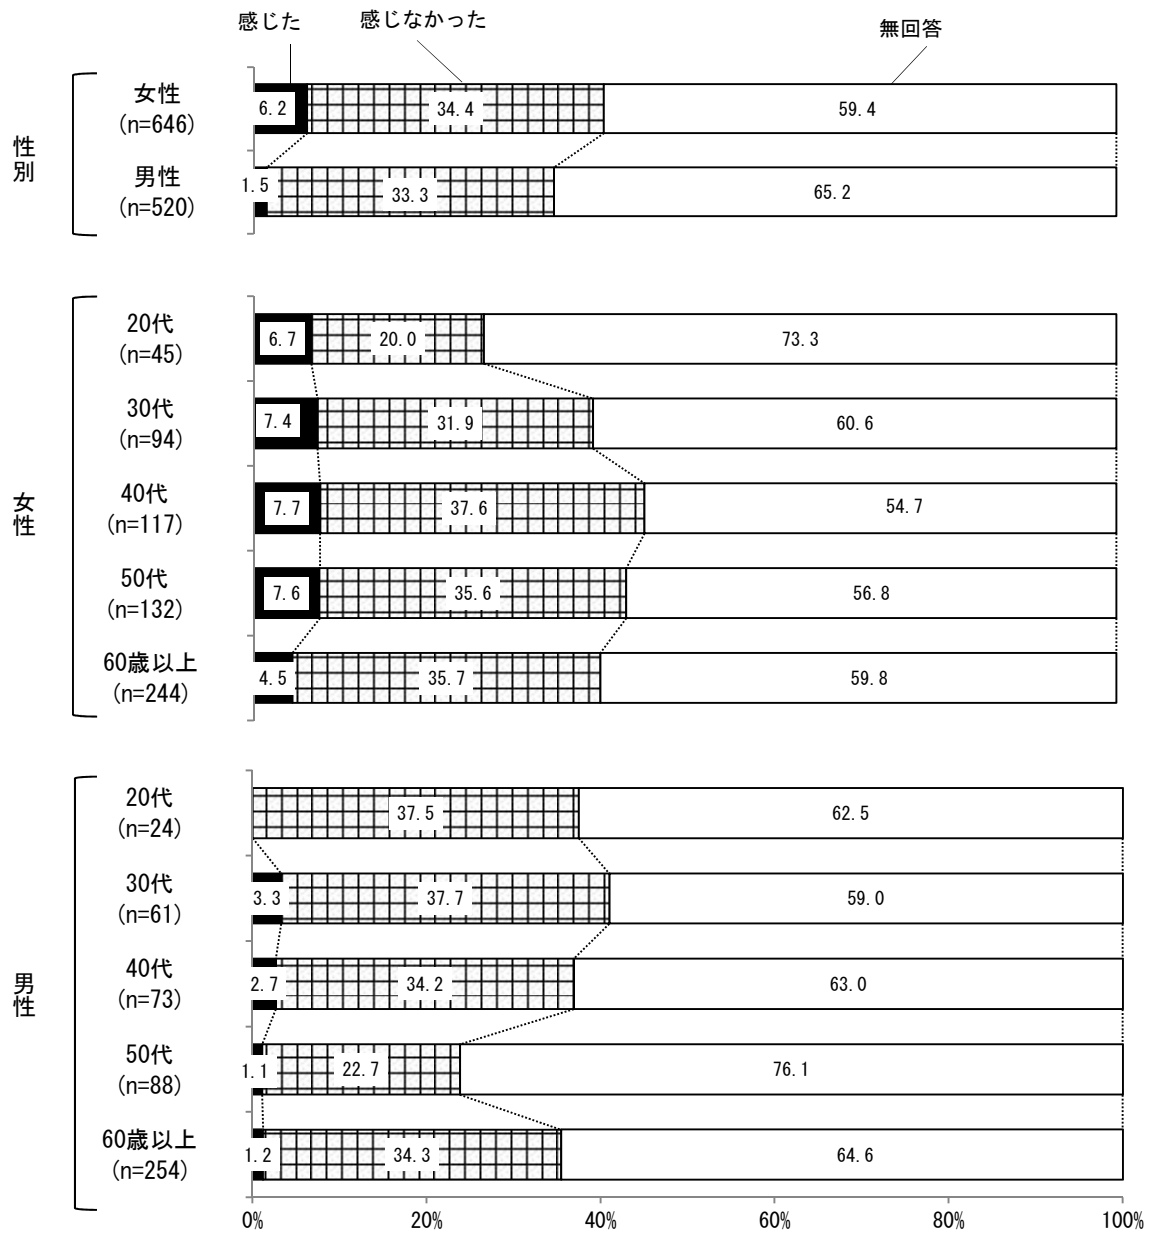 感じた
感じなかった
無回答
性別
女性
(n=646)
6.2
34.4
59.4
男性
(n=520)
1.5
33.3
65.2
女性
20代
(n=45)
6.7
20.0
73.3
30代
(n=94)
7.4
31.9
60.6
40代
(n=117)
7.7
37.6
54.7
50代
(n=132)
7.6
35.6
56.8
60歳以上
(n=244)
4.5
35.7
59.8
男性
20代
(n=24)
37.5
62.5
30代
(n=61)
3.3
37.7
59.0
40代
(n=73)
2.7
34.2
63.0
50代
(n=88)
1.1
22.7
76.1
60歳以上
(n=254)
1.2
34.3
64.6
0% 20% 40% 60% 80% 100%